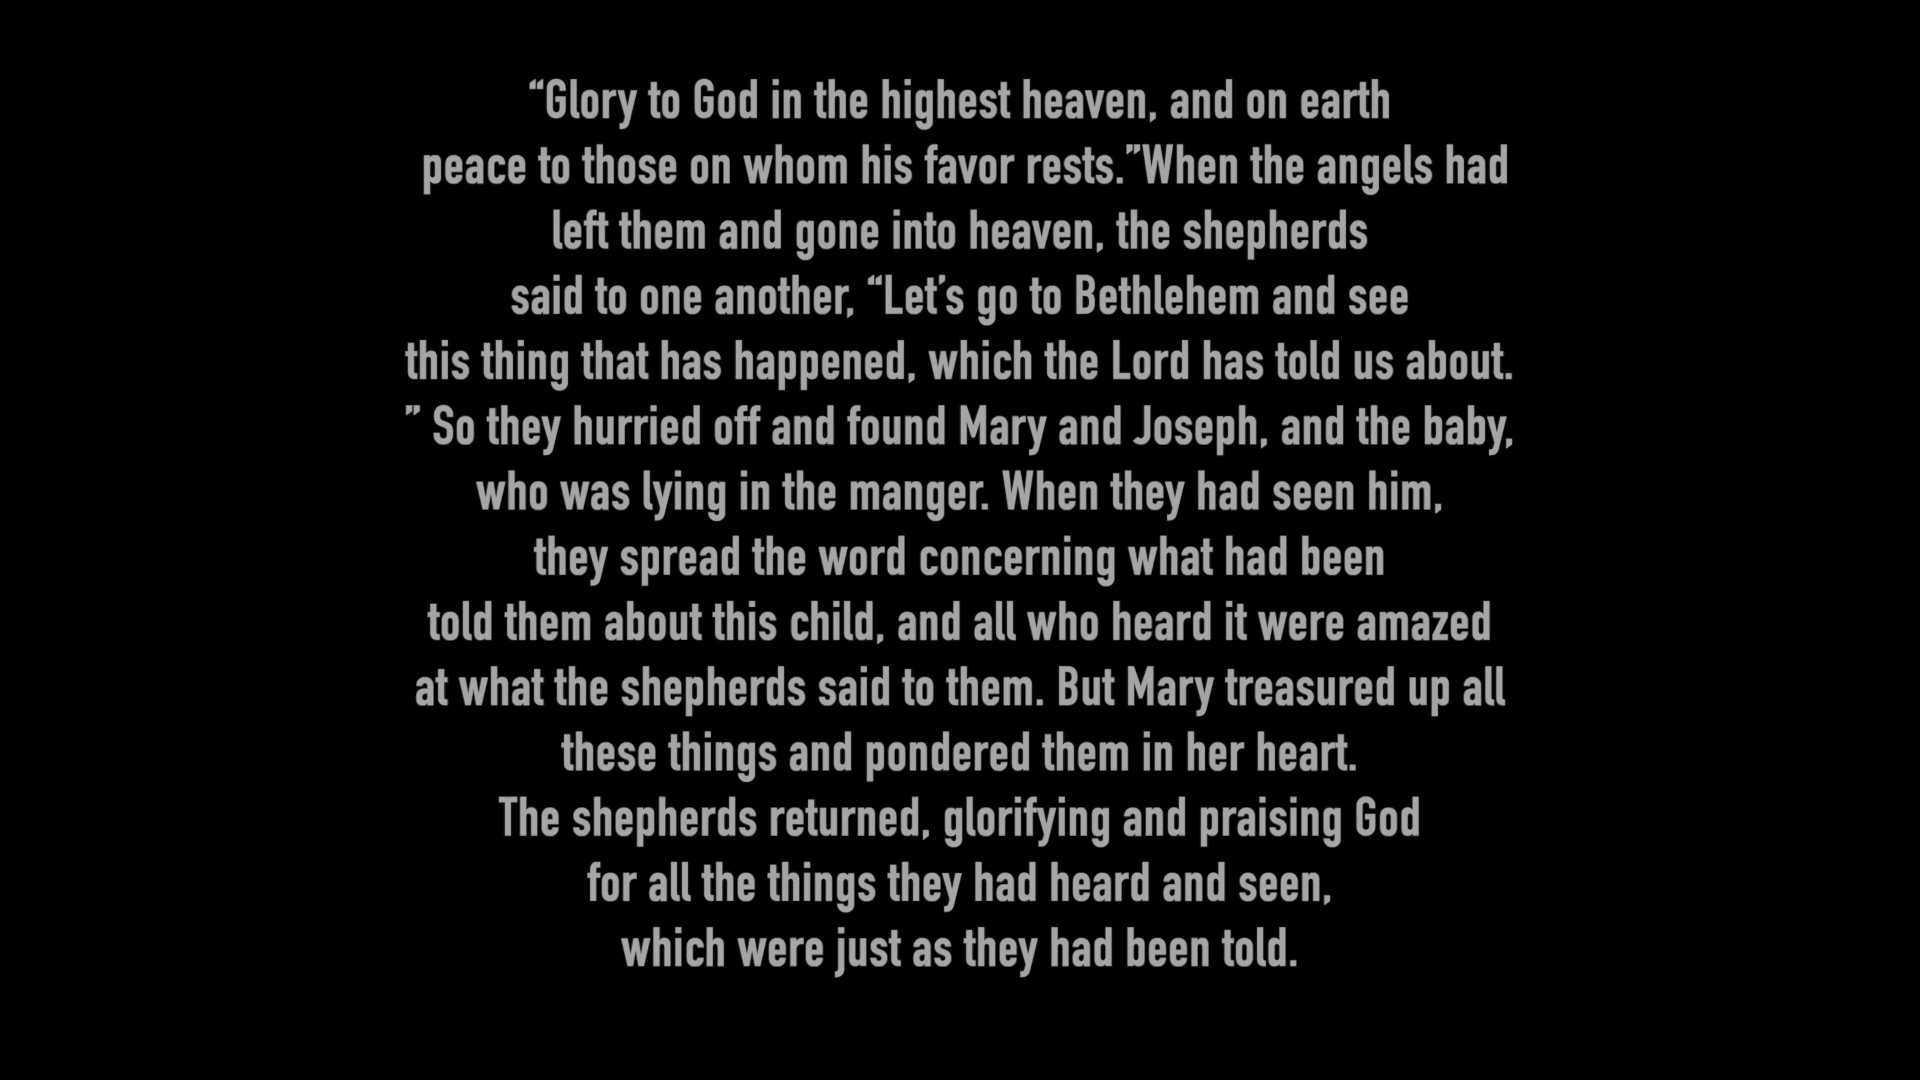 “Glory to God in the highest heaven, and on earth
peace to those on whom his favor rests.”When the angels had
left them and gone into heaven, the shepherds
said to one another, “Let’s go to Bethlehem and see
this thing that has happened, which the Lord has told us about.
” So they hurried off and found Mary and Joseph, and the baby,
who was lying in the manger. When they had seen him,
they spread the word concerning what had been
told them about this child, and all who heard it were amazed
at what the shepherds said to them. But Mary treasured up all
these things and pondered them in her heart.
The shepherds returned, glorifying and praising God
for all the things they had heard and seen,
which were just as they had been told.